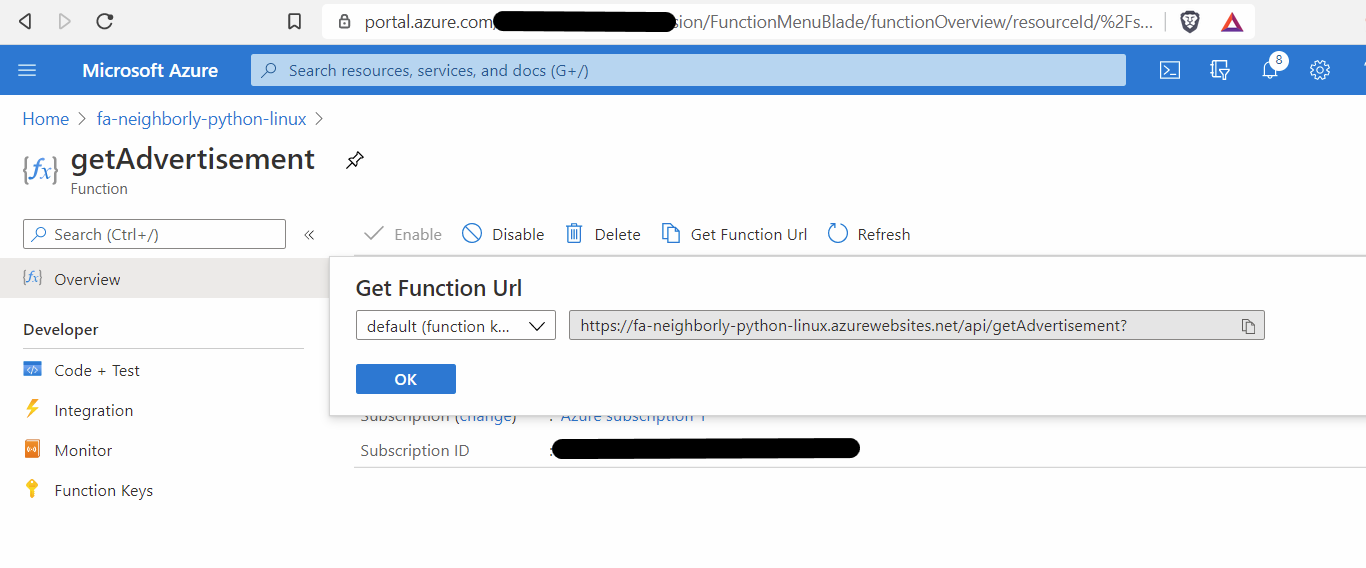 portal.azure.com/ sion/FunctionMenuBlade/functionOverview/resourceId/%2Fs...
Microsoft Azure
Search resources, services, and docs (G+/)
8
Home > fa-neighborly-python-linux >
{fx} getAdvertisement
Function
Search (Ctrl+/) «
Enable Disable Delete Get Function Url Refresh
{fx} Overview
Get Function Url
default (function k... https://fa-neighborly-python-linux.azurewebsites.net/api/getAdvertisement?
OK
Developer
Code + Test
Integration
Monitor
Function Keys
Subscription (change) : Azure subscription 1
Subscription ID :